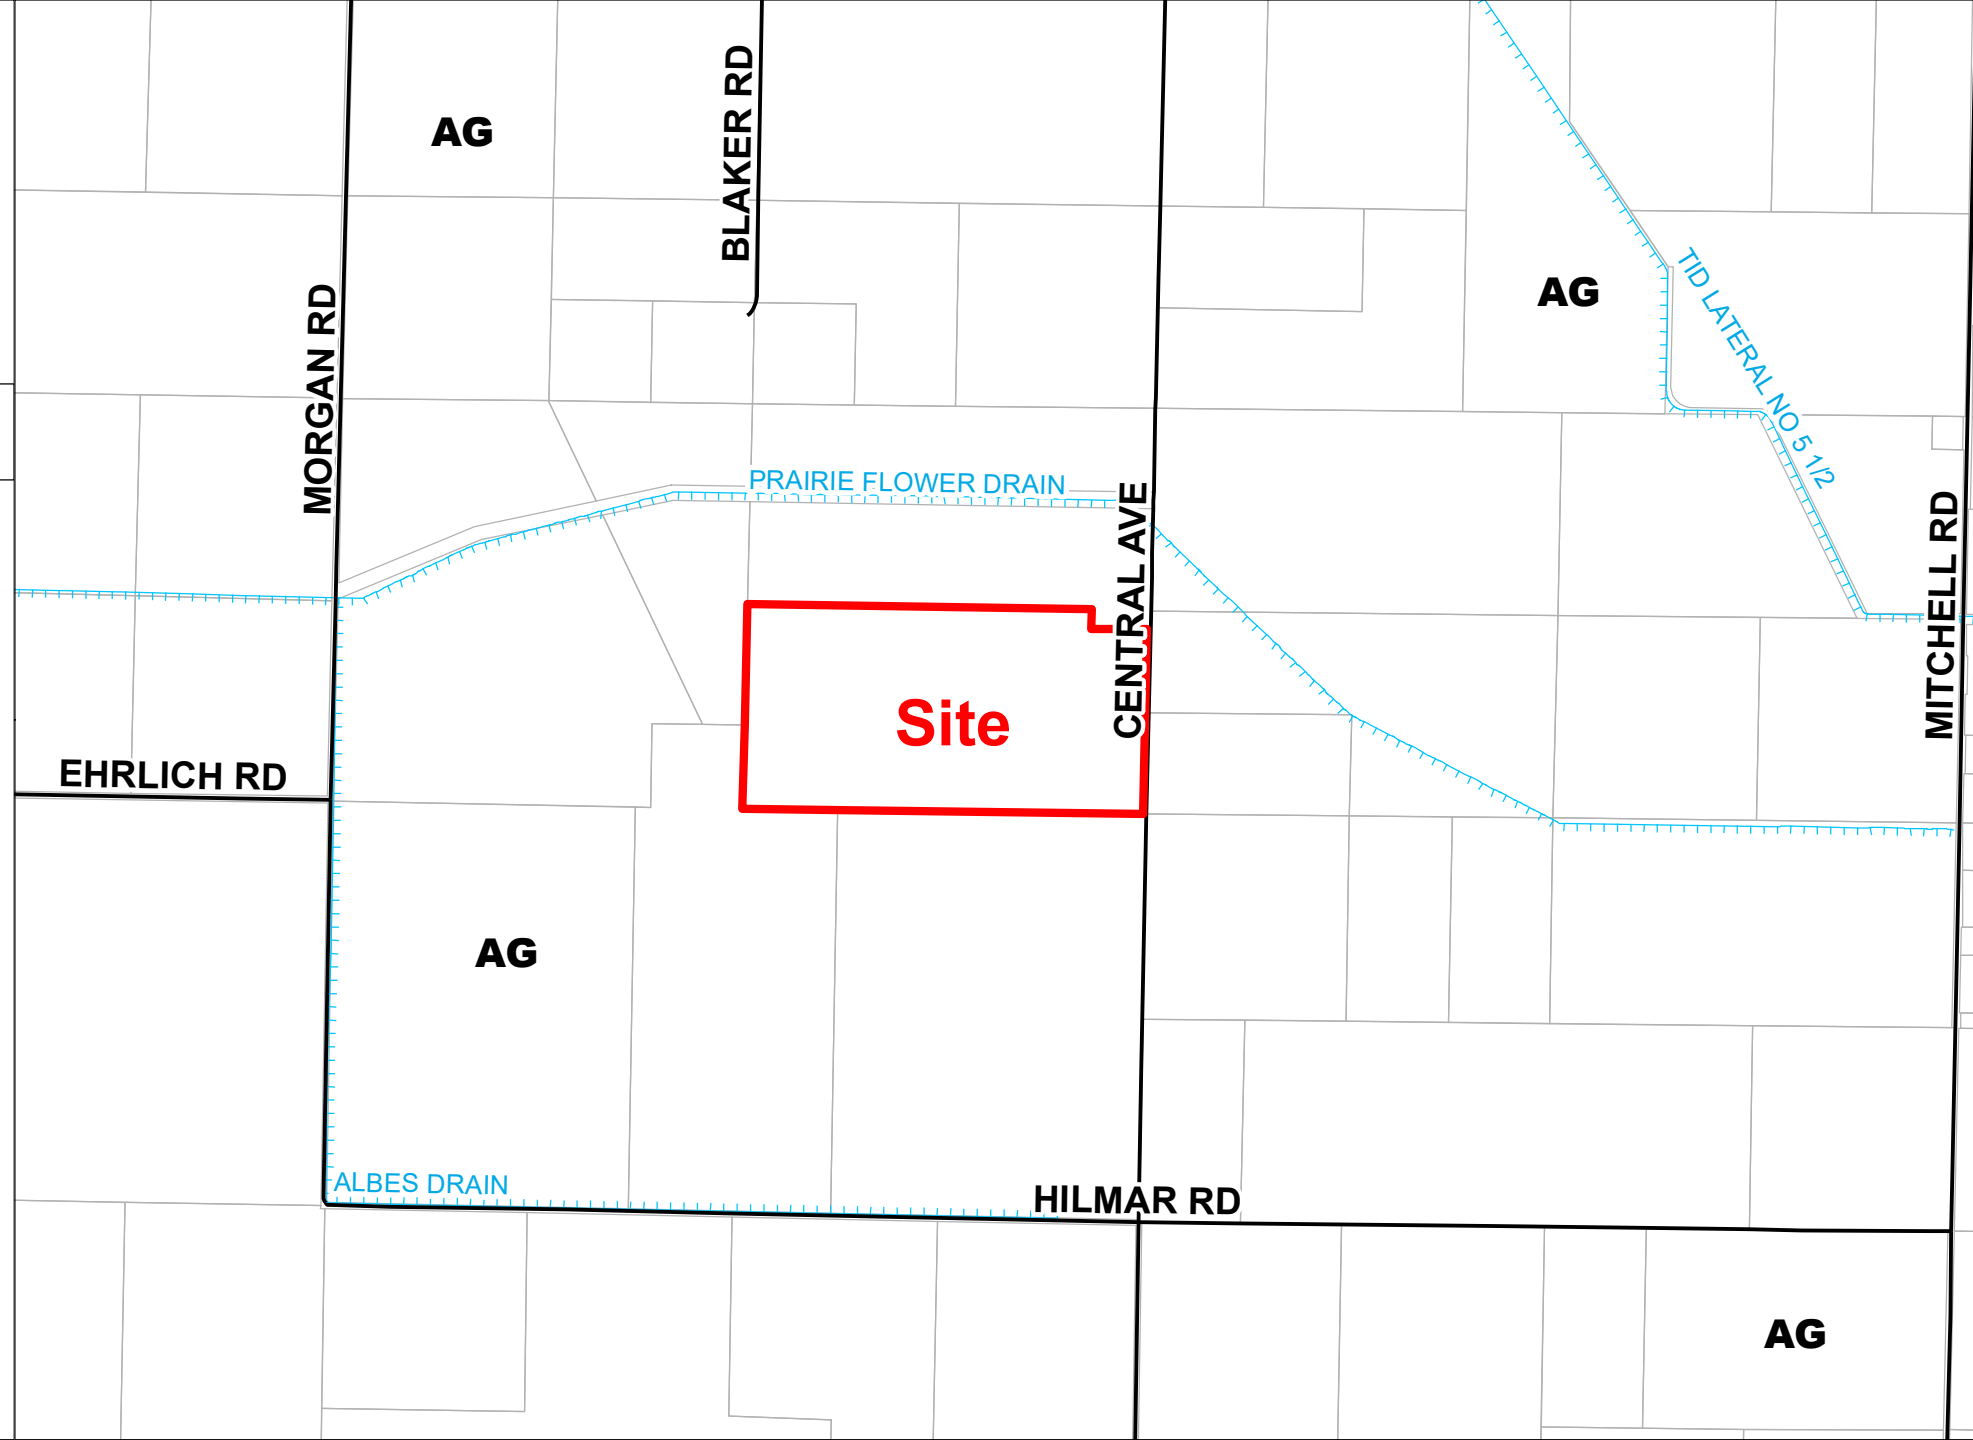 BLAKER RD
AG
AG
TID LATERAL NO 5 1/2
MORGAN RD
PRAIRIE FLOWER DRAIN
CENTRAL AVE
MITCHELL RD
Site
EHRLICH RD
AG
ALBES DRAIN
HILMAR RD
AG